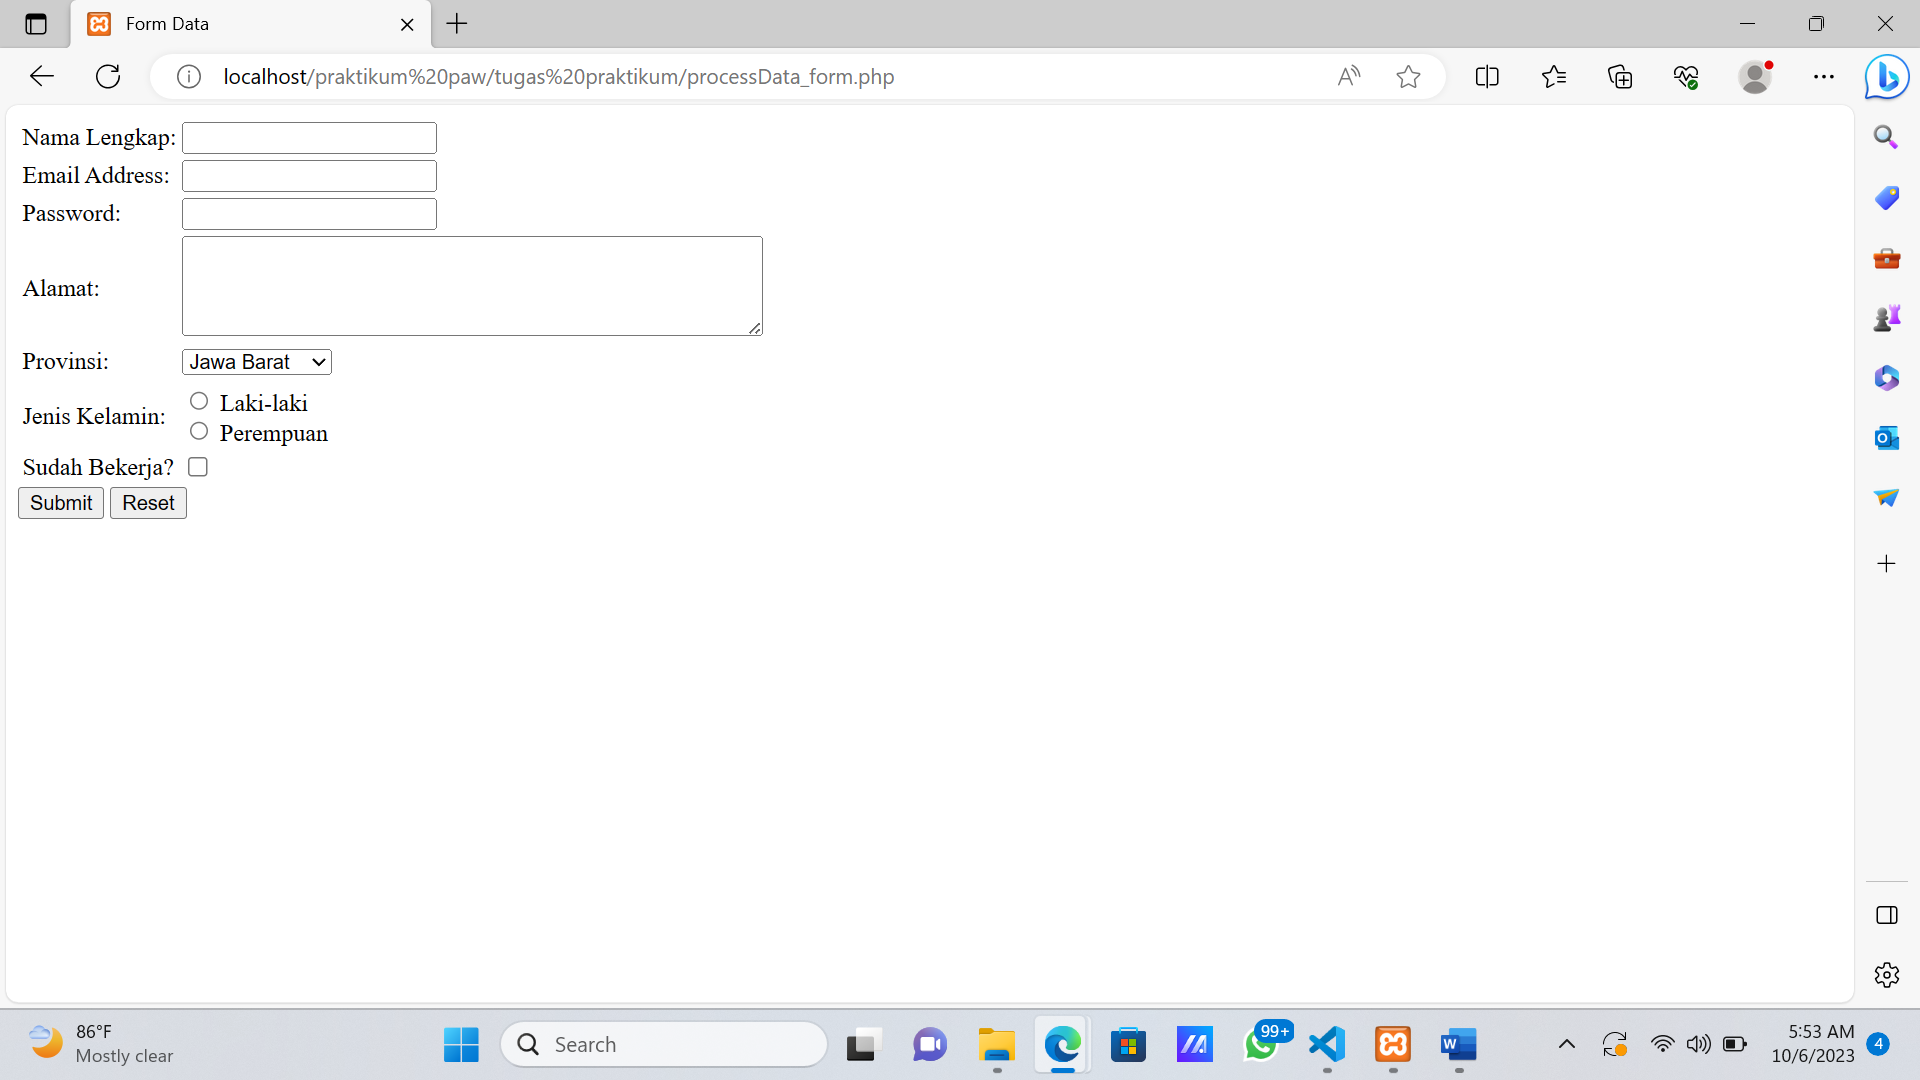 Form Data
localhost/praktikum%20paw/tugas%20praktikum/processData_form.php
Nama Lengkap:
Email Address:
Password:
Alamat:
Provinsi: Jawa Barat
Jenis Kelamin: Laki-laki
Perempuan
Sudah Bekerja?
Submit Reset
86°F
Mostly clear
Search
99+
5:53 AM
10/6/2023
4